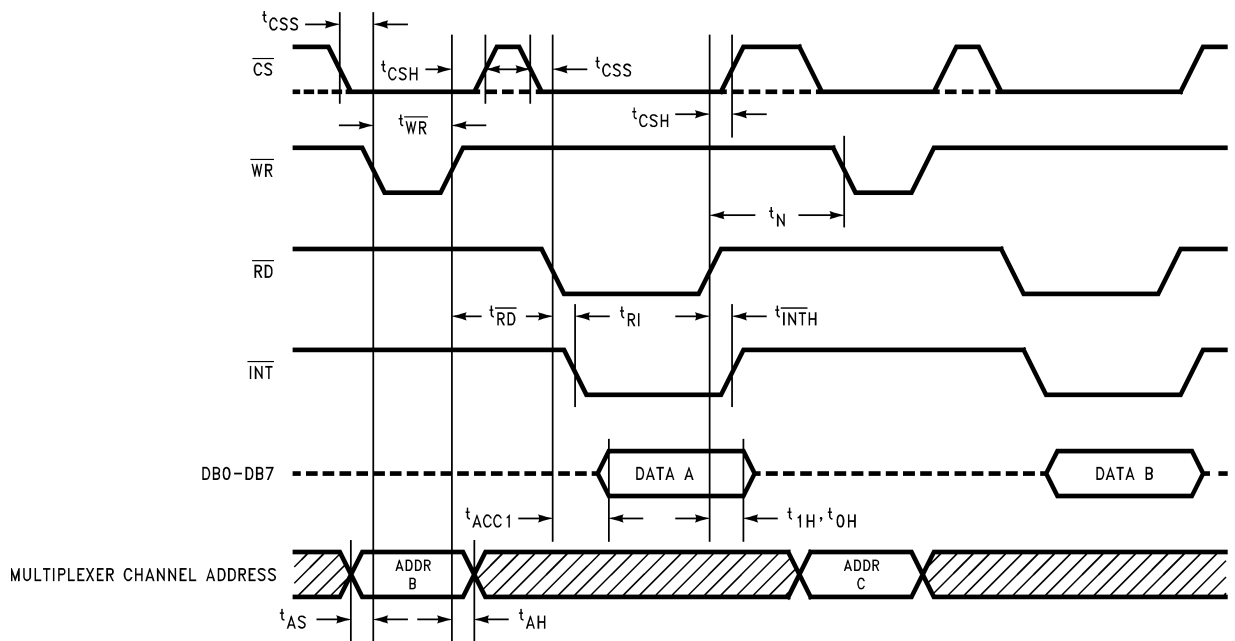 tCSS
CS
tCSH
tCSS
tCSH
tWR
WR
tN
RD
tRD
tRI
tINTH
INT
DB0-DB7
DATA A
DATA B
tACC1
t1H, t0H
MULTIPLEXER CHANNEL ADDRESS
ADDR
B
ADDR
C
tAS
tAH